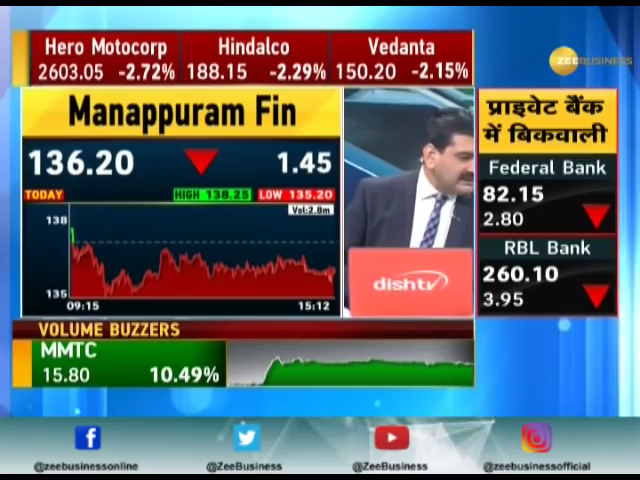 Hero Motocorp
2603.05 -2.72%
Hindalco
188.15 -2.29%
Vedanta
150.20 -2.15%
ZEEBUSINESS
Manappuram Fin
136.20 1.45
TODAY HIGH 138.25 LOW 135.20
Vol:2.8m
138
135
09:15 15:12
dishtv
प्राइवेट बैंक
में बिकवाली
Federal Bank
82.15
2.80
RBL Bank
260.10
3.95
VOLUME BUZZERS
MMTC
15.80 10.49%
@zeebusinessonline @ZeeBusiness @ZeeBusiness @zeebusinessofficial